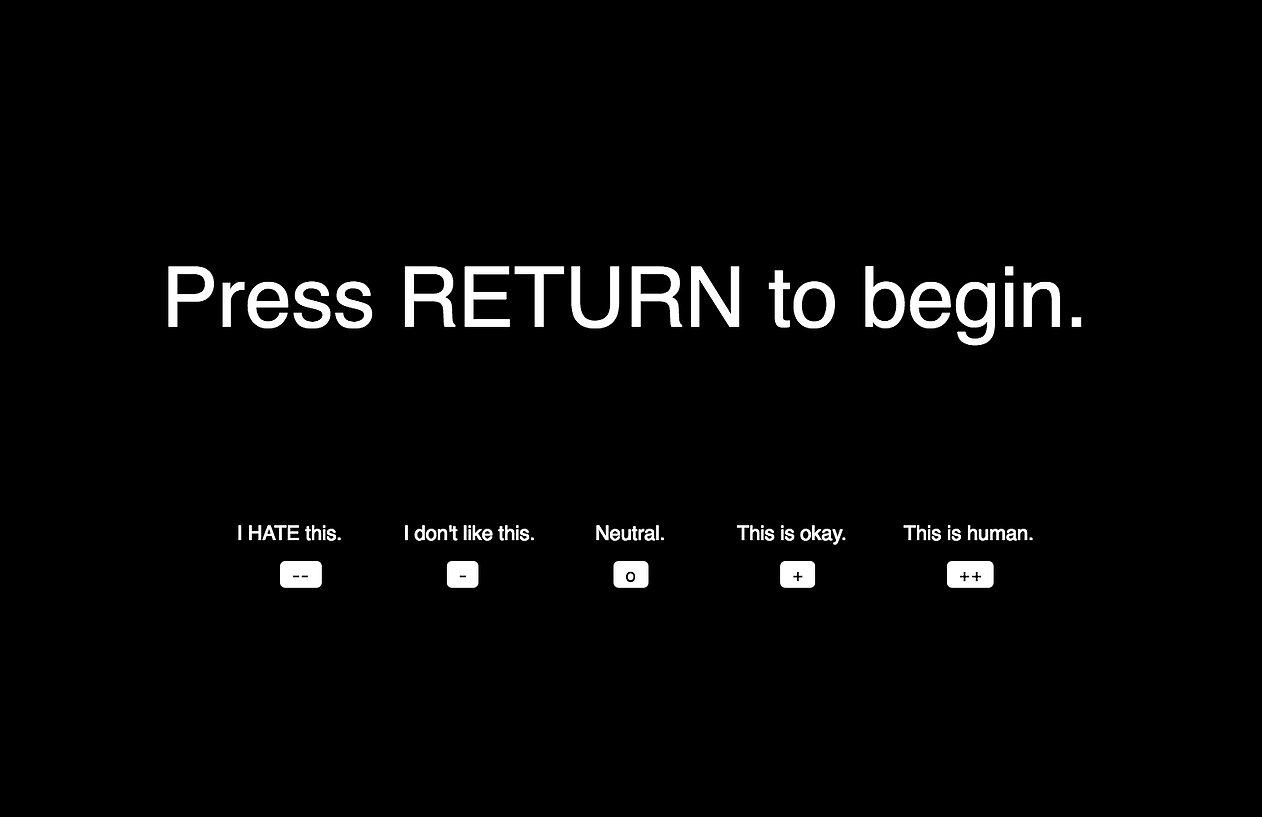 Press RETURN to begin.
I HATE this. I don't like this. Neutral. This is okay. This is human.
-- - o + ++